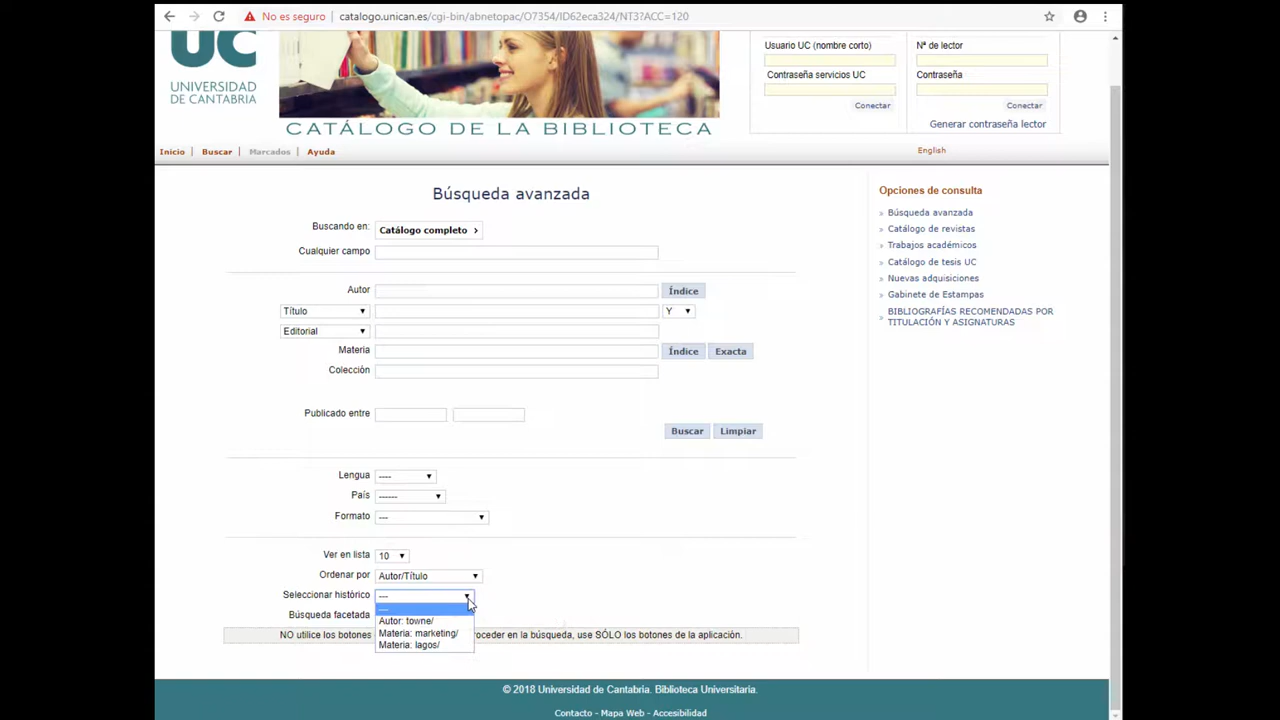 No es seguro | catalogo.unican.es/cgi-bin/abnetopac/O7354/ID62eca324/NT3?ACC=120
UC
UNIVERSIDAD
DE CANTABRIA
CATÁLOGO DE LA BIBLIOTECA
Usuario UC (nombre corto)
Contraseña servicios UC
Conectar
Nª de lector
Contraseña
Conectar
Generar contraseña lector
Inicio | Buscar | Marcados | Ayuda
English
Búsqueda avanzada
Buscando en: Catálogo completo ›
Cualquier campo
Autor Índice
Título Y
Editorial
Materia Índice Exacta
Colección
Publicado entre
Buscar Limpiar
Lengua ----
País ------
Formato ---
Ver en lista 10
Ordenar por Autor/Título
Seleccionar histórico ---
---
Búsqueda facetada
Autor: towne/
Materia: marketing/
Materia: lagos/
NO utilice los botones roceder en la búsqueda, use SÓLO los botones de la aplicación.
Opciones de consulta
» Búsqueda avanzada
» Catálogo de revistas
» Trabajos académicos
» Catálogo de tesis UC
» Nuevas adquisiciones
» Gabinete de Estampas
» BIBLIOGRAFÍAS RECOMENDADAS POR
TITULACIÓN Y ASIGNATURAS
© 2018 Universidad de Cantabria. Biblioteca Universitaria.
Contacto - Mapa Web - Accesibilidad